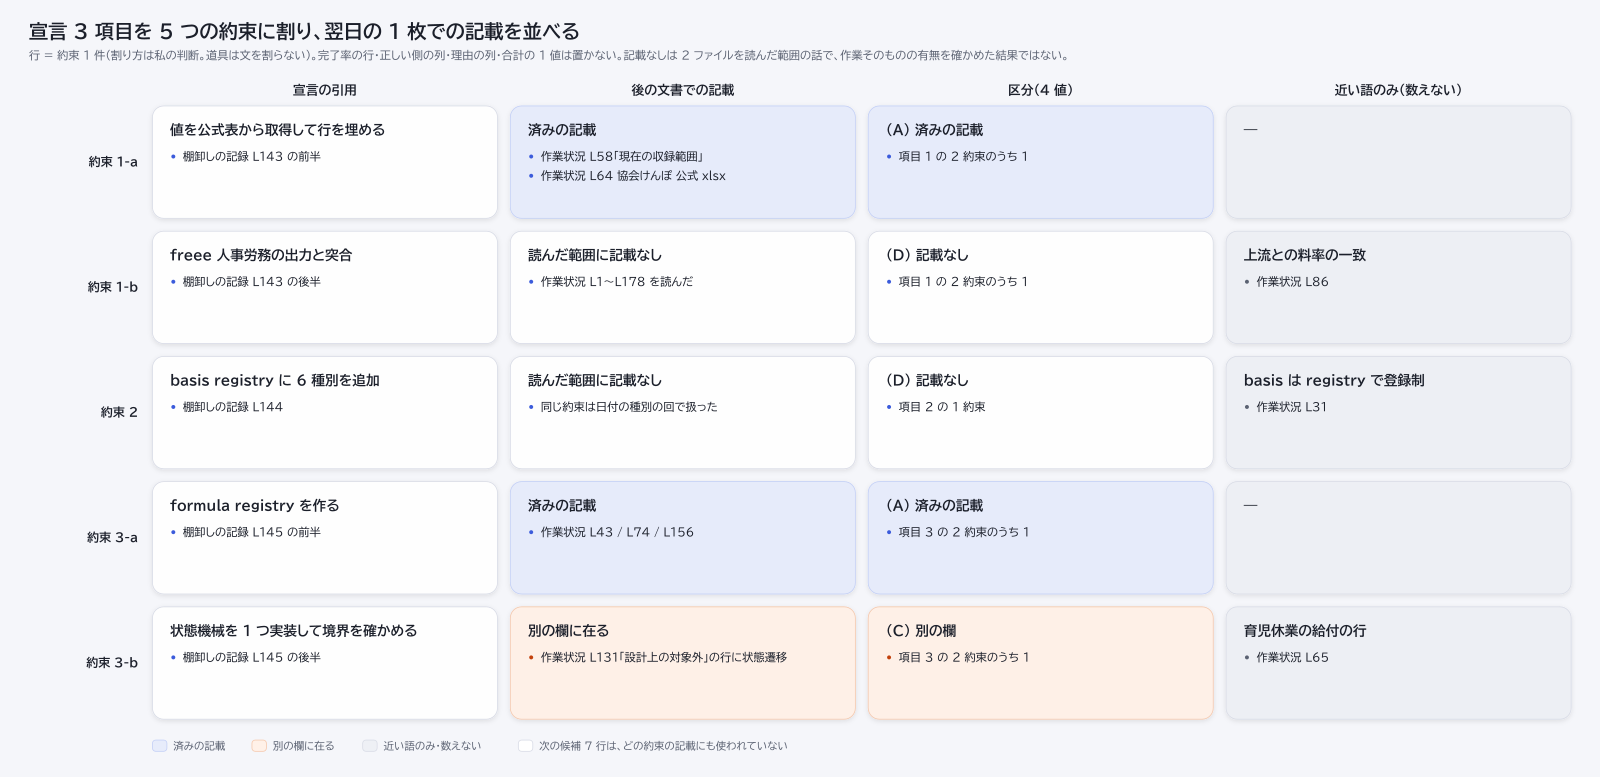 宣言 3 項目を 5 つの約束に割り、翌日の 1 枚での記載を並べる
行 = 約束 1 件(割り方は私の判断。道具は文を割らない)。完了率の行・正しい側の列・理由の列・合計の 1 値は置かない。記載なしは 2 ファイルを読んだ範囲の話で、作業そのものの有無を確かめた結果ではない。
宣言の引用
後の文書での記載
区分(4 値)
近い語のみ(数えない)
約束 1-a
値を公式表から取得して行を埋める
• 棚卸しの記録 L143 の前半
済みの記載
• 作業状況 L58「現在の収録範囲」
• 作業状況 L64 協会けんぽ 公式 xlsx
(A) 済みの記載
• 項目 1 の 2 約束のうち 1
—
約束 1-b
freee 人事労務の出力と突合
• 棚卸しの記録 L143 の後半
読んだ範囲に記載なし
• 作業状況 L1〜L178 を読んだ
(D) 記載なし
• 項目 1 の 2 約束のうち 1
上流との料率の一致
• 作業状況 L86
約束 2
basis registry に 6 種別を追加
• 棚卸しの記録 L144
読んだ範囲に記載なし
• 同じ約束は日付の種別の回で扱った
(D) 記載なし
• 項目 2 の 1 約束
basis は registry で登録制
• 作業状況 L31
約束 3-a
formula registry を作る
• 棚卸しの記録 L145 の前半
済みの記載
• 作業状況 L43 / L74 / L156
(A) 済みの記載
• 項目 3 の 2 約束のうち 1
—
約束 3-b
状態機械を 1 つ実装して境界を確かめる
• 棚卸しの記録 L145 の後半
別の欄に在る
• 作業状況 L131「設計上の対象外」の行に状態遷移
(C) 別の欄
• 項目 3 の 2 約束のうち 1
育児休業の給付の行
• 作業状況 L65
済みの記載
別の欄に在る
近い語のみ・数えない
次の候補 7 行は、どの約束の記載にも使われていない